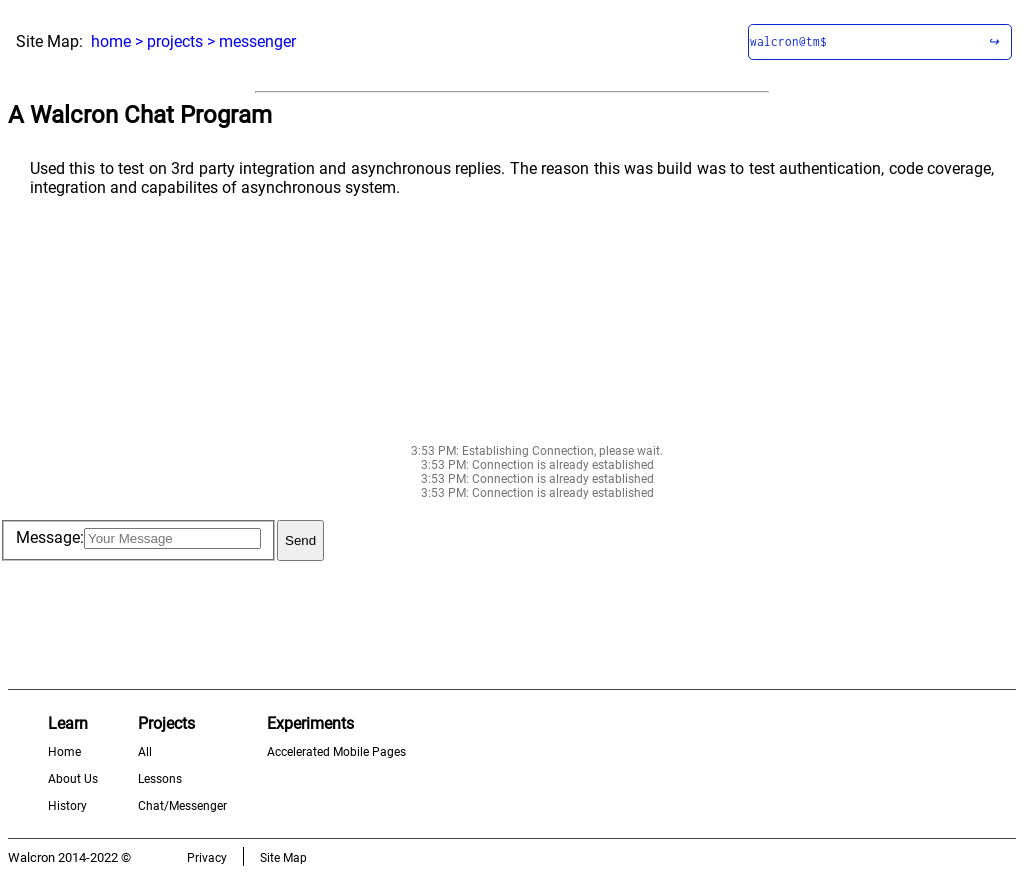 Site Map: home > projects > messenger
walcron@tm$ ↪
A Walcron Chat Program
Used this to test on 3rd party integration and asynchronous replies. The reason this was build was to test authentication, code coverage,
integration and capabilites of asynchronous system.
3:53 PM: Establishing Connection, please wait.
3:53 PM: Connection is already established
3:53 PM: Connection is already established
3:53 PM: Connection is already established
Message: Your Message Send
Learn Projects Experiments
Home All Accelerated Mobile Pages
About Us Lessons
History Chat/Messenger
Walcron 2014-2022 © Privacy Site Map